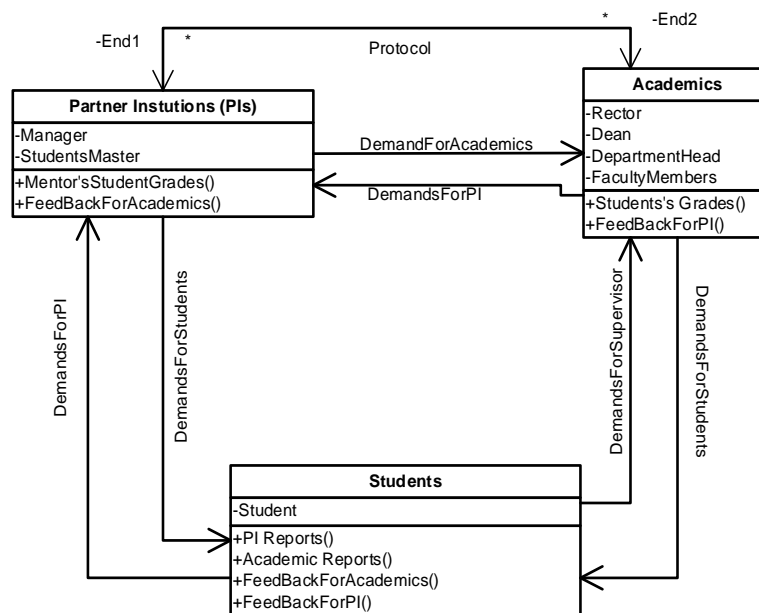 -End1
*
Protocol
*
-End2
Partner Instutions (PIs)
-Manager
-StudentsMaster
+Mentor'sStudentGrades()
+FeedBackForAcademics()
Academics
-Rector
-Dean
-DepartmentHead
-FacultyMembers
+Students's Grades()
+FeedBackForPI()
DemandForAcademics
DemandsForPI
DemandsForPI
DemandsForStudents
DemandsForSupervisor
DemandsForStudents
Students
-Student
+PI Reports()
+Academic Reports()
+FeedBackForAcademics()
+FeedBackForPI()